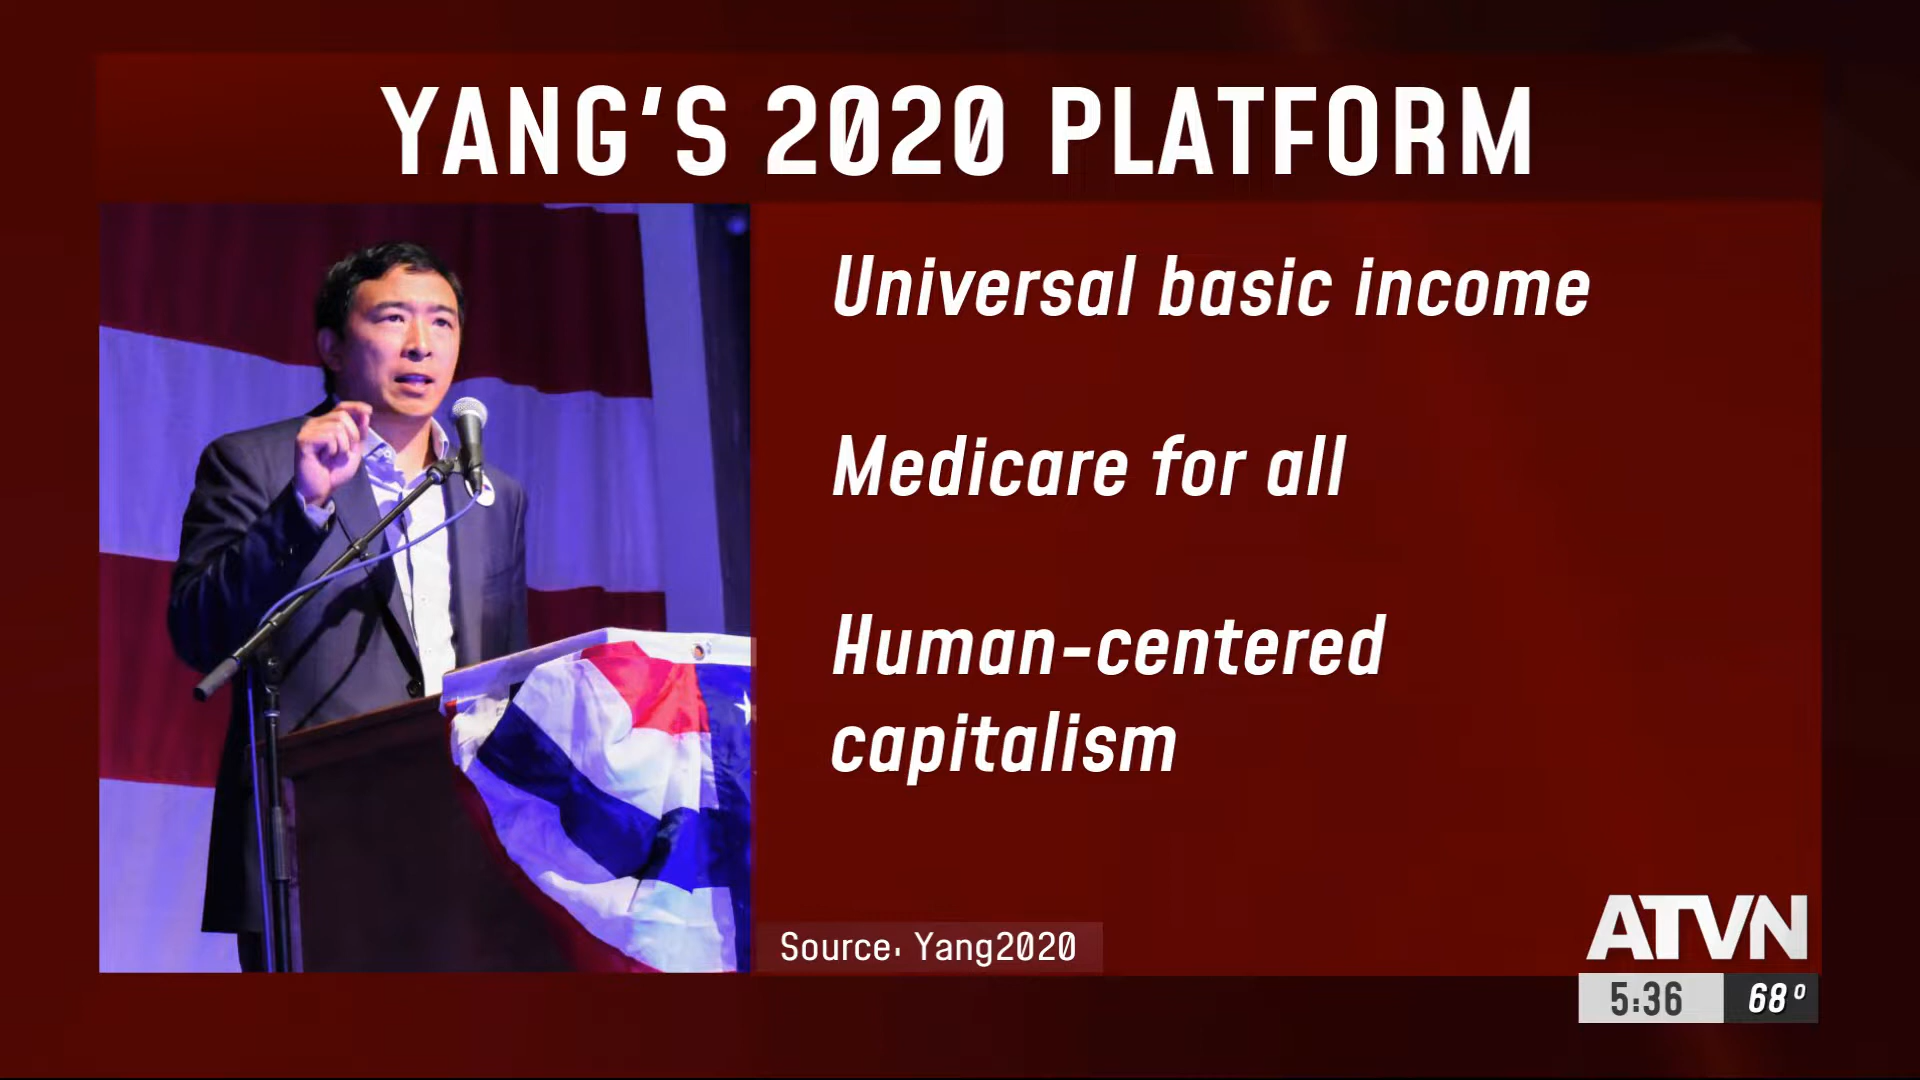 YANG'S 2020 PLATFORM
Universal basic income
Medicare for all
Human-centered
capitalism
Source: Yang2020
ATVN
5:36 68°